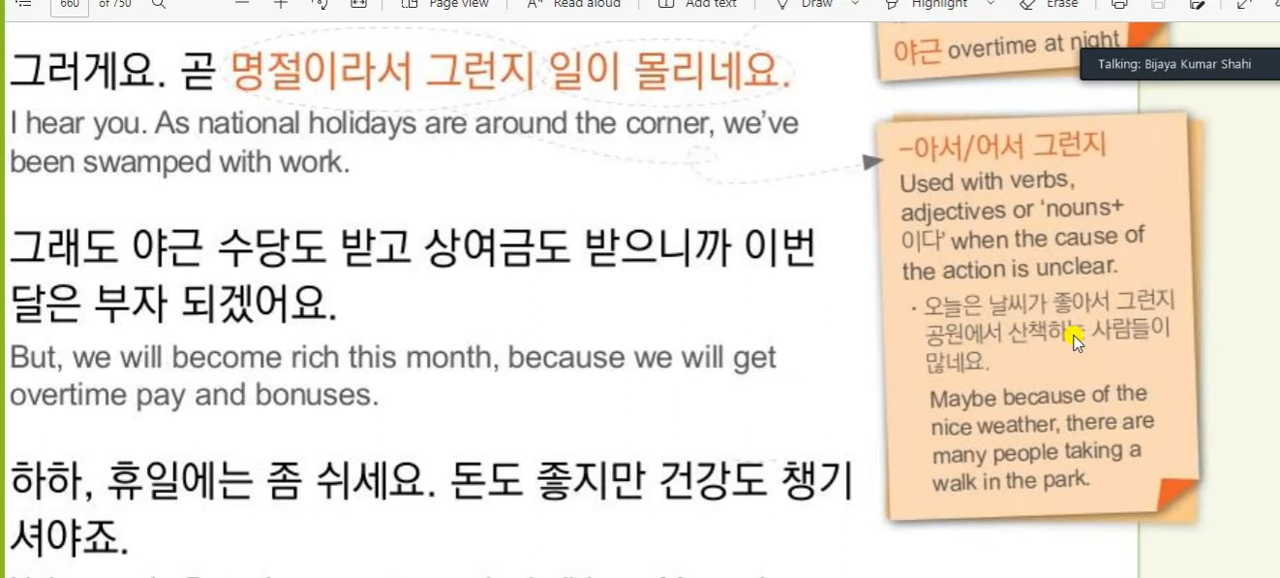 660 of 750 Page view Read aloud Add text Draw Highlight Erase
그러게요. 곧 명절이라서 그런지 일이 몰리네요.
I hear you. As national holidays are around the corner, we've
been swamped with work.
그래도 야근 수당도 받고 상여금도 받으니까 이번
달은 부자 되겠어요.
But, we will become rich this month, because we will get
overtime pay and bonuses.
하하, 휴일에는 좀 쉬세요. 돈도 좋지만 건강도 챙기
셔야죠.
야근 overtime at night
Talking: Bijaya Kumar Shahi
–아서/어서 그런지
Used with verbs,
adjectives or 'nouns+
이다' when the cause of
the action is unclear.
· 오늘은 날씨가 좋아서 그런지
공원에서 산책하는 사람들이
많네요.
Maybe because of the
nice weather, there are
many people taking a
walk in the park.